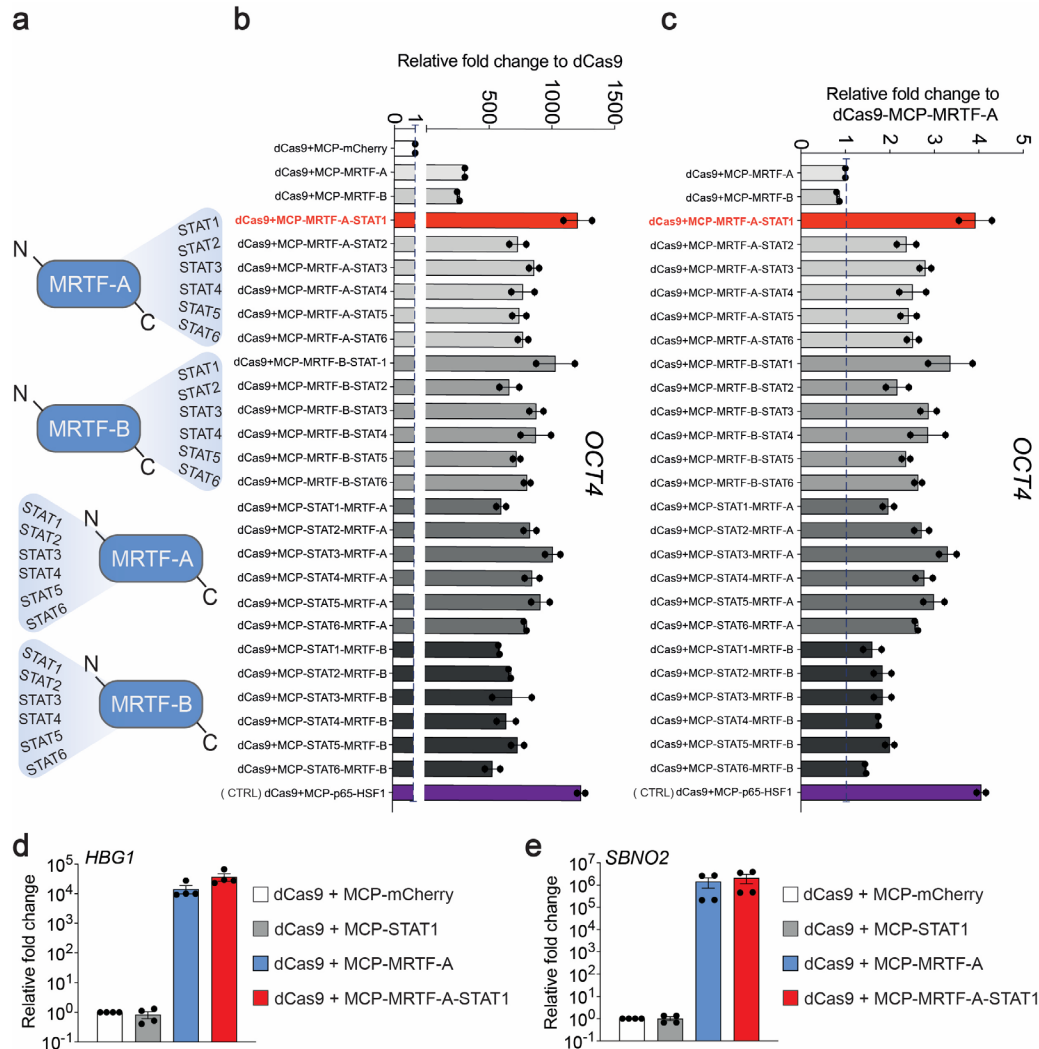 a
N
MRTF-A
C
STAT1
STAT2
STAT3
STAT4
STAT5
STAT6
N
MRTF-B
C
STAT1
STAT2
STAT3
STAT4
STAT5
STAT6
STAT1
STAT2
STAT3
STAT4
STAT5
STAT6
N
MRTF-A
C
STAT1
STAT2
STAT3
STAT4
STAT5
STAT6
N
MRTF-B
C
b
Relative fold change to dCas9
0
1
500
1000
1500
dCas9+MCP-mCherry
dCas9+MCP-MRTF-A
dCas9+MCP-MRTF-B
dCas9+MCP-MRTF-A-STAT1
dCas9+MCP-MRTF-A-STAT2
dCas9+MCP-MRTF-A-STAT3
dCas9+MCP-MRTF-A-STAT4
dCas9+MCP-MRTF-A-STAT5
dCas9+MCP-MRTF-A-STAT6
dCas9+MCP-MRTF-B-STAT-1
dCas9+MCP-MRTF-B-STAT2
dCas9+MCP-MRTF-B-STAT3
dCas9+MCP-MRTF-B-STAT4
dCas9+MCP-MRTF-B-STAT5
dCas9+MCP-MRTF-B-STAT6
dCas9+MCP-STAT1-MRTF-A
dCas9+MCP-STAT2-MRTF-A
dCas9+MCP-STAT3-MRTF-A
dCas9+MCP-STAT4-MRTF-A
dCas9+MCP-STAT5-MRTF-A
dCas9+MCP-STAT6-MRTF-A
dCas9+MCP-STAT1-MRTF-B
dCas9+MCP-STAT2-MRTF-B
dCas9+MCP-STAT3-MRTF-B
dCas9+MCP-STAT4-MRTF-B
dCas9+MCP-STAT5-MRTF-B
dCas9+MCP-STAT6-MRTF-B
( CTRL) dCas9+MCP-p65-HSF1
OCT4
c
Relative fold change to
dCas9-MCP-MRTF-A
0
1
2
3
4
5
dCas9+MCP-MRTF-A
dCas9+MCP-MRTF-B
dCas9+MCP-MRTF-A-STAT1
dCas9+MCP-MRTF-A-STAT2
dCas9+MCP-MRTF-A-STAT3
dCas9+MCP-MRTF-A-STAT4
dCas9+MCP-MRTF-A-STAT5
dCas9+MCP-MRTF-A-STAT6
dCas9+MCP-MRTF-B-STAT1
dCas9+MCP-MRTF-B-STAT2
dCas9+MCP-MRTF-B-STAT3
dCas9+MCP-MRTF-B-STAT4
dCas9+MCP-MRTF-B-STAT5
dCas9+MCP-MRTF-B-STAT6
dCas9+MCP-STAT1-MRTF-A
dCas9+MCP-STAT2-MRTF-A
dCas9+MCP-STAT3-MRTF-A
dCas9+MCP-STAT4-MRTF-A
dCas9+MCP-STAT5-MRTF-A
dCas9+MCP-STAT6-MRTF-A
dCas9+MCP-STAT1-MRTF-B
dCas9+MCP-STAT2-MRTF-B
dCas9+MCP-STAT3-MRTF-B
dCas9+MCP-STAT4-MRTF-B
dCas9+MCP-STAT5-MRTF-B
dCas9+MCP-STAT6-MRTF-B
( CTRL) dCas9+MCP-p65-HSF1
OCT4
d
HBG1
Relative fold change
10⁵
10⁴
10³
10²
10¹
10⁰
10⁻¹
dCas9 + MCP-mCherry
dCas9 + MCP-STAT1
dCas9 + MCP-MRTF-A
dCas9 + MCP-MRTF-A-STAT1
e
SBNO2
Relative fold change
10⁷
10⁶
10⁵
10⁴
10³
10²
10¹
10⁰
10⁻¹
dCas9 + MCP-mCherry
dCas9 + MCP-STAT1
dCas9 + MCP-MRTF-A
dCas9 + MCP-MRTF-A-STAT1